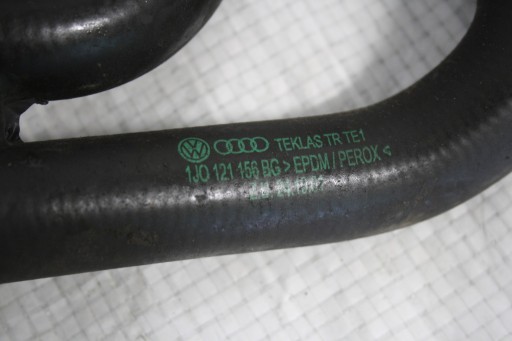 TEKLAS TR TE1
1J0 121 156 BG >EPDM / PEROX<